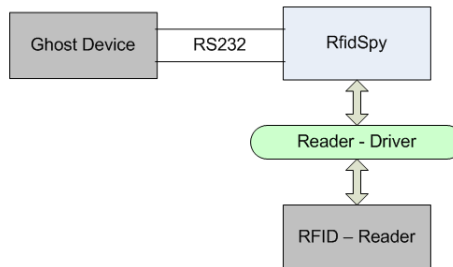 Ghost Device
RS232
RfidSpy
Reader - Driver
RFID – Reader